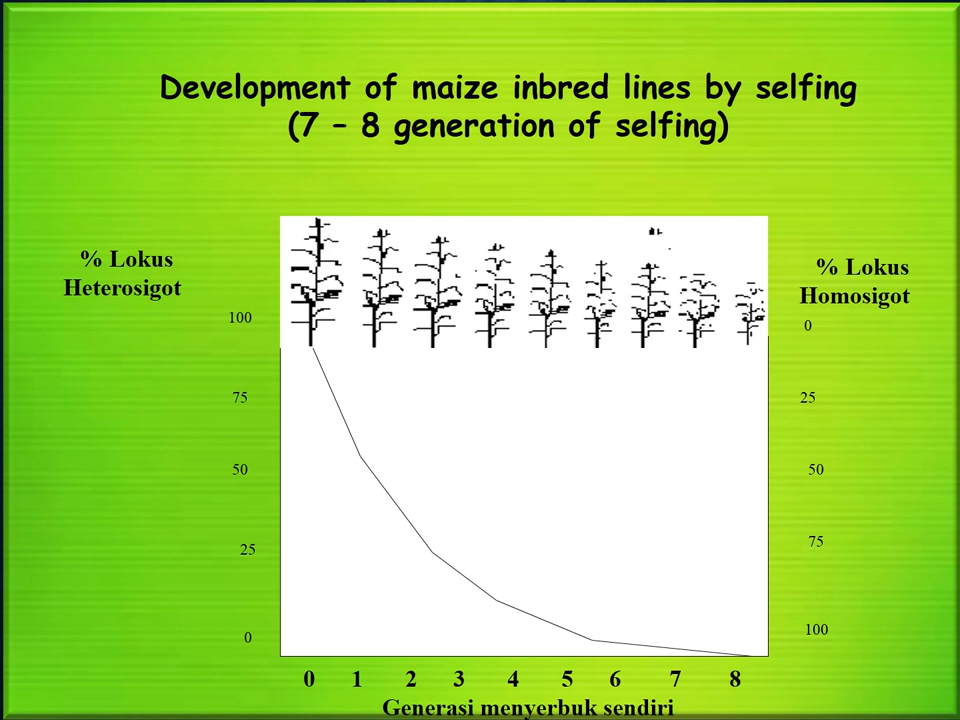 Development of maize inbred lines by selfing
(7 – 8 generation of selfing)
% Lokus
Heterosigot
% Lokus
Homosigot
100
0
75
25
50
50
25
75
0
100
0 1 2 3 4 5 6 7 8
Generasi menyerbuk sendiri